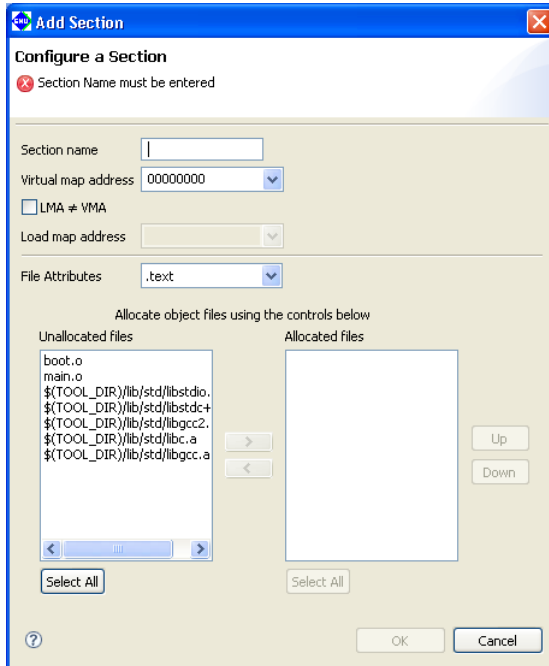 GNU Add Section
Configure a Section
Section Name must be entered
Section name
Virtual map address 00000000
LMA ≠ VMA
Load map address
File Attributes .text
Allocate object files using the controls below
Unallocated files Allocated files
boot.o
main.o
$(TOOL_DIR)/lib/std/libstdio.
$(TOOL_DIR)/lib/std/libstdc+
$(TOOL_DIR)/lib/std/libgcc2.
$(TOOL_DIR)/lib/std/libc.a
$(TOOL_DIR)/lib/std/libgcc.a
> Up
< Down
Select All Select All
? OK Cancel